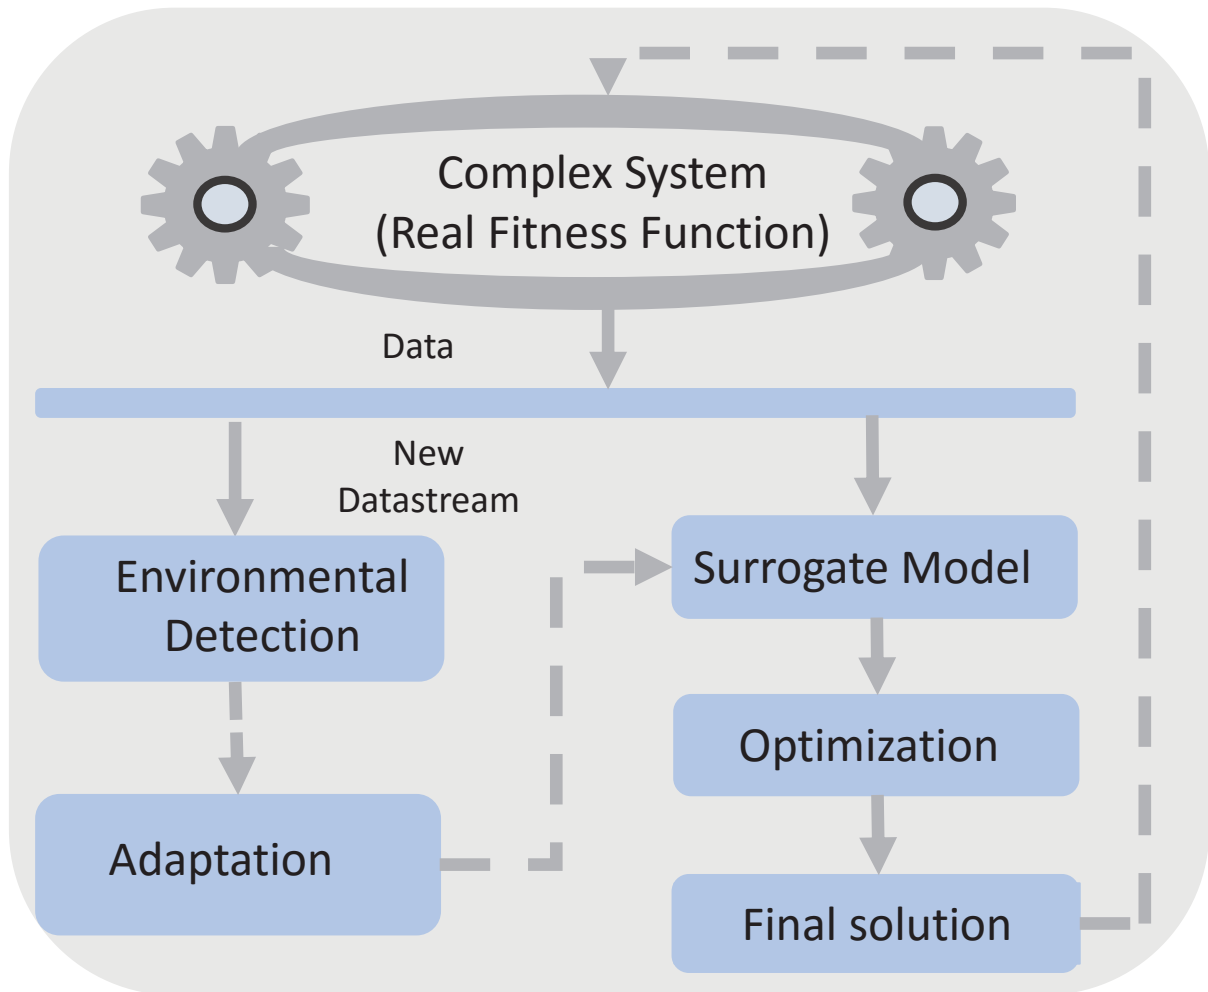 Complex System
(Real Fitness Function)
Data
New
Datastream
Environmental
Detection
Surrogate Model
Optimization
Adaptation
Final solution